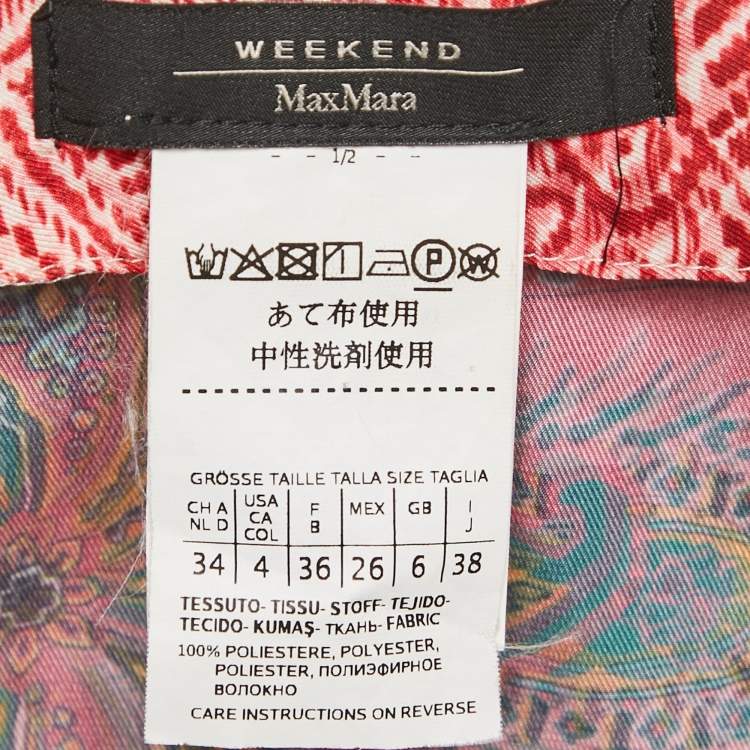 WEEKEND
MaxMara
- - 1/2 - -
P W
あて布使用
中性洗剤使用
GRÖSSE TAILLE TALLA SIZE TAGLIA
CH A NL D USA CA COL F B MEX GB I J
34 4 36 26 6 38
TESSUTO- TISSU- STOFF- TEJIDO-
TECIDO- KUMAŞ- ТКАНЬ- FABRIC
100% POLIESTERE, POLYESTER,
POLIESTER, ПОЛИЭФИРНОЕ
ВОЛОКНО
CARE INSTRUCTIONS ON REVERSE